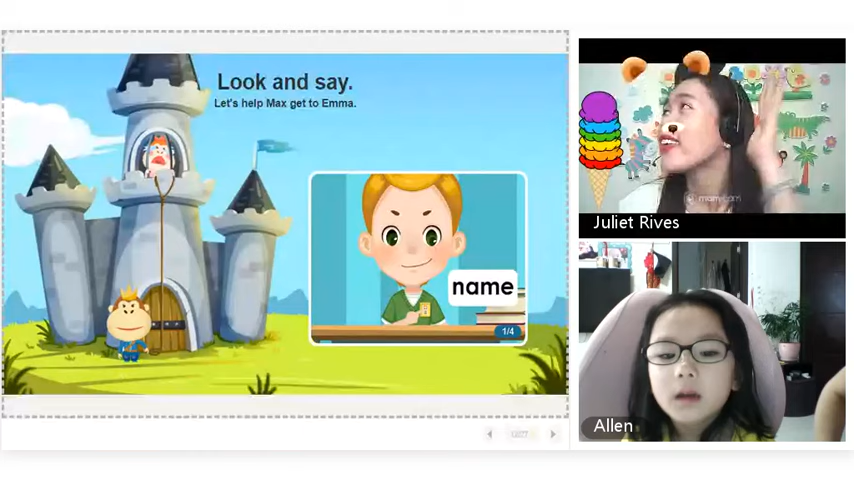 Look and say.
Let's help Max get to Emma.
name
1/4
Juliet Rives
Allen